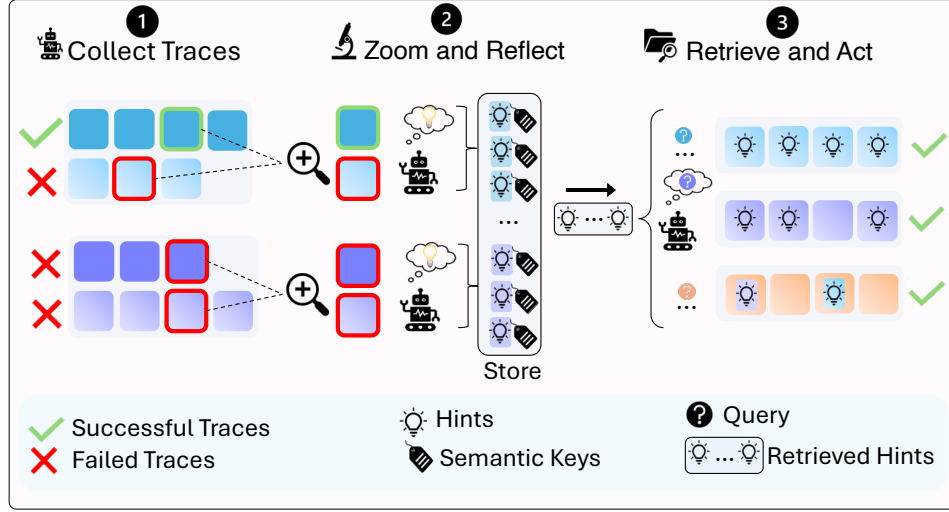 1
Collect Traces
2
Zoom and Reflect
3
Retrieve and Act
?
...
?
...
...
?
...
Store
Successful Traces
Failed Traces
Hints
Semantic Keys
? Query
... Retrieved Hints